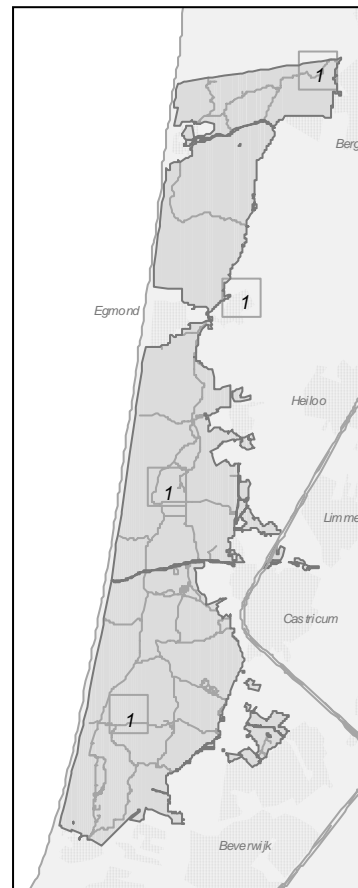 1
Berg
1
Egmond
Heiloo
1
Limme
Castricum
1
Beverwijk